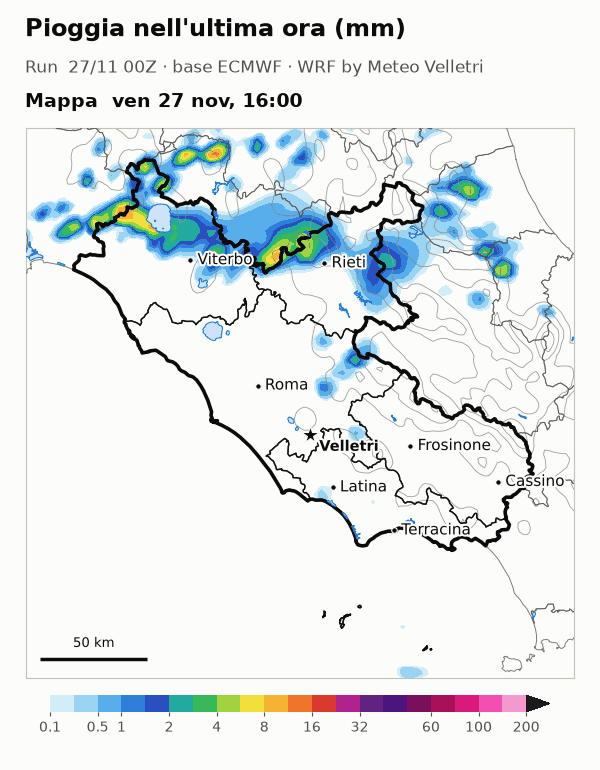 Pioggia nell'ultima ora (mm)
Run  27/11 00Z · base ECMWF · WRF by Meteo Velletri
Mappa  ven 27 nov, 16:00
Viterbo
Rieti
Roma
Velletri
Frosinone
Latina
Cassino
Terracina
50 km
0.1 0.5 1 2 4 8 16 32 60 100 200